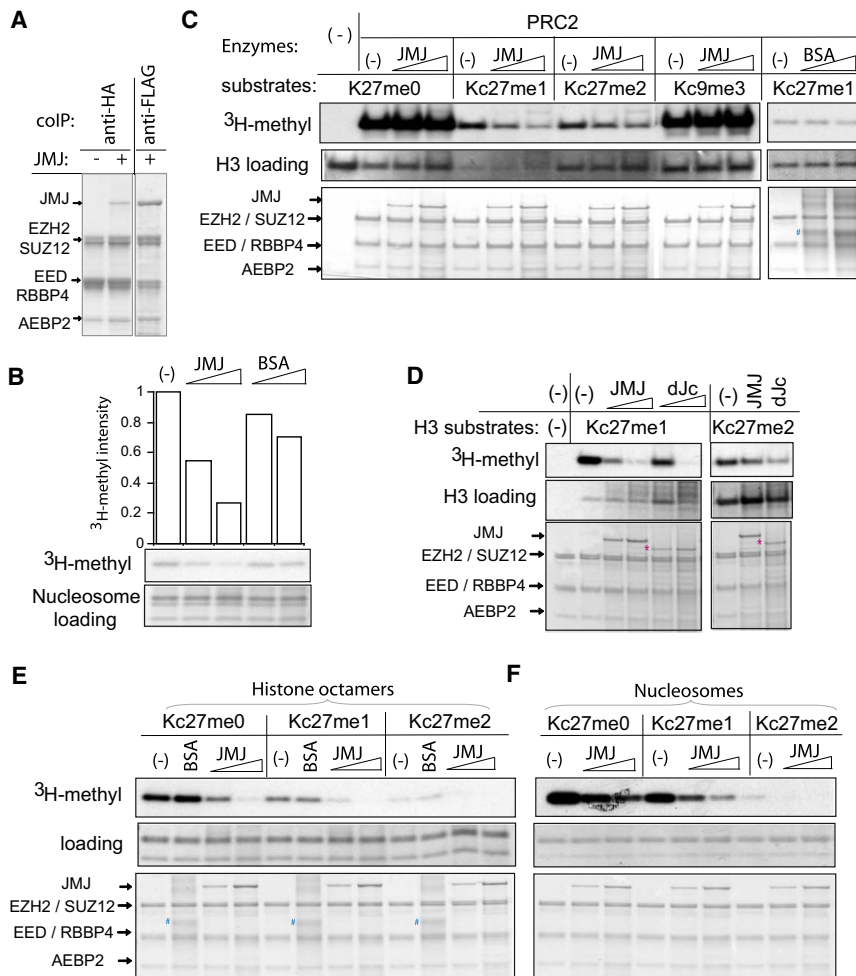 A
coIP:
anti-HA
anti-FLAG
JMJ: - + +
JMJ
EZH2
SUZ12
EED
RBBP4
AEBP2
B
(-) JMJ BSA
³H-methyl intensity
1
0.8
0.6
0.4
0.2
0
³H-methyl
Nucleosome
loading
C
PRC2
Enzymes: (-) (-) JMJ (-) JMJ (-) JMJ (-) JMJ (-) BSA
substrates: K27me0 Kc27me1 Kc27me2 Kc9me3 Kc27me1
³H-methyl
H3 loading
JMJ
EZH2 / SUZ12
#
EED / RBBP4
AEBP2
D
(-) (-) JMJ dJc (-) JMJ dJc
H3 substrates: (-) Kc27me1 Kc27me2
³H-methyl
H3 loading
JMJ
* *
EZH2 / SUZ12
EED / RBBP4
AEBP2
E
Histone octamers
Kc27me0 Kc27me1 Kc27me2
(-) BSA JMJ (-) BSA JMJ (-) BSA JMJ
³H-methyl
loading
JMJ
EZH2 / SUZ12
# # #
EED / RBBP4
AEBP2
F
Nucleosomes
Kc27me0 Kc27me1 Kc27me2
(-) JMJ (-) JMJ (-) JMJ